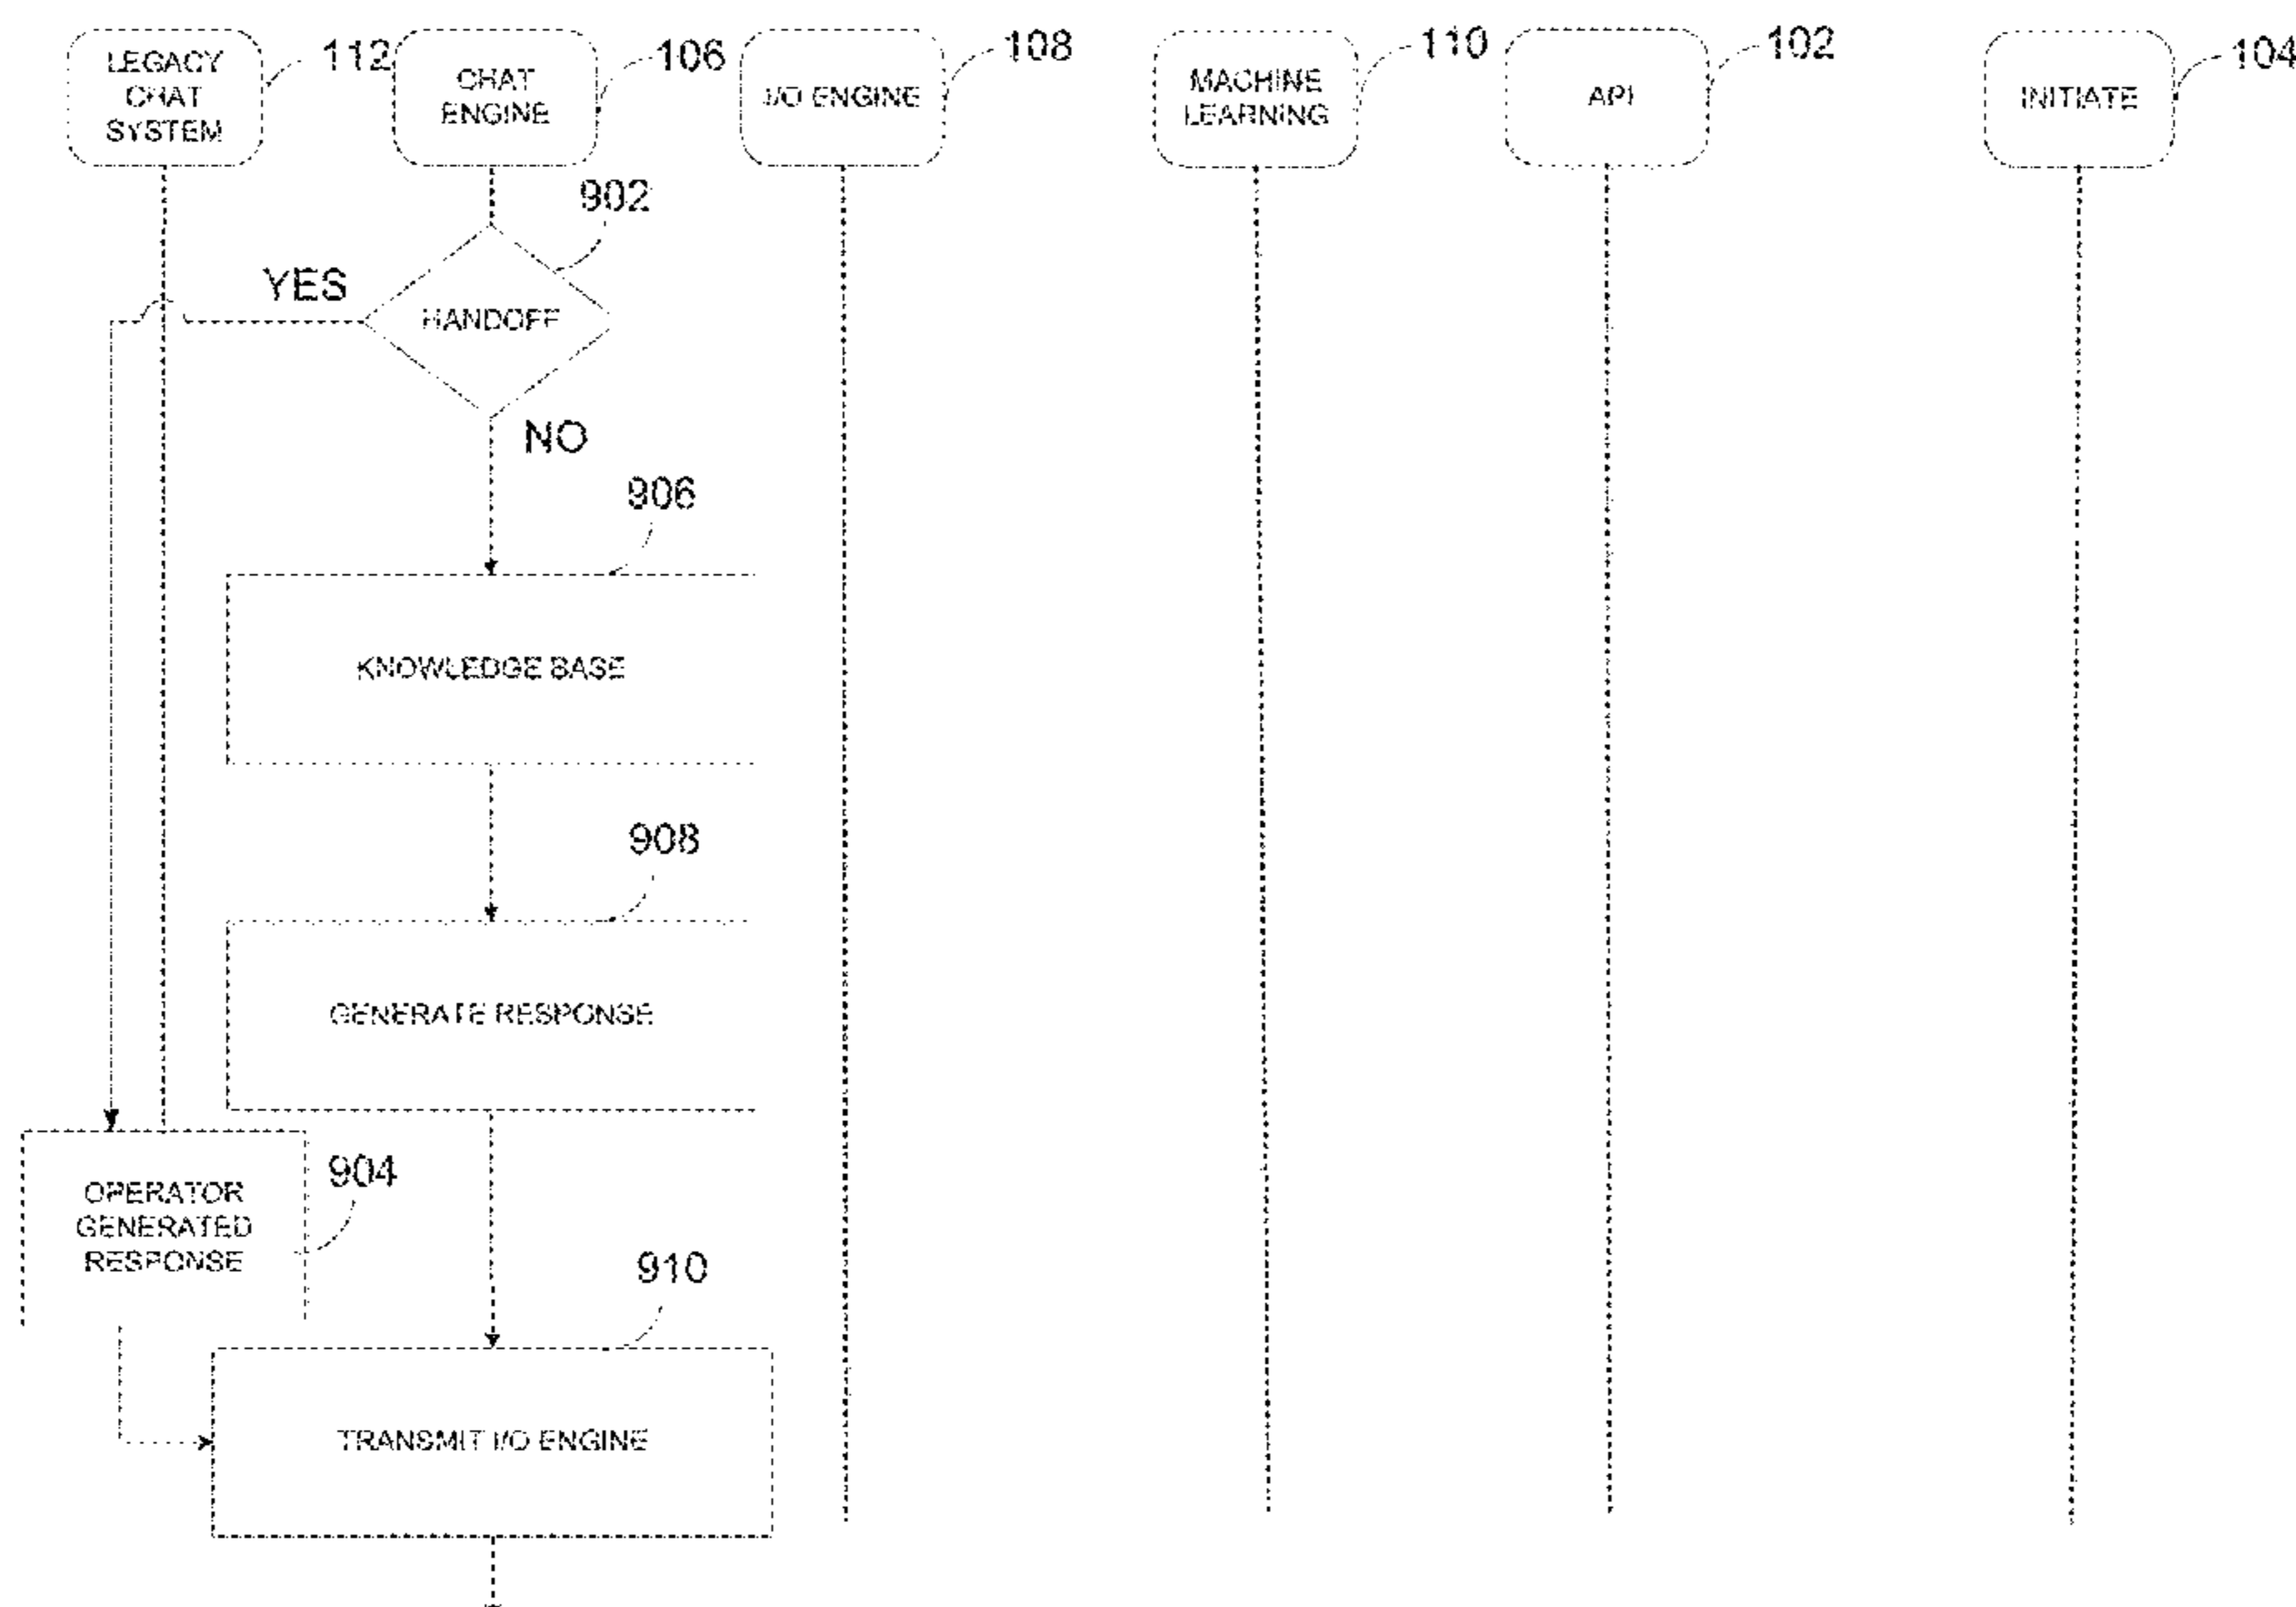 LEGACY
CHAT
SYSTEM
112
CHAT
ENGINE
106
I/O ENGINE
108
MACHINE
LEARNING
110
API
102
INITIATE
104
902
YES
HANDOFF
NO
906
KNOWLEDGE BASE
908
GENERATE RESPONSE
OPERATOR
GENERATED
RESPONSE
904
910
TRANSMIT I/O ENGINE